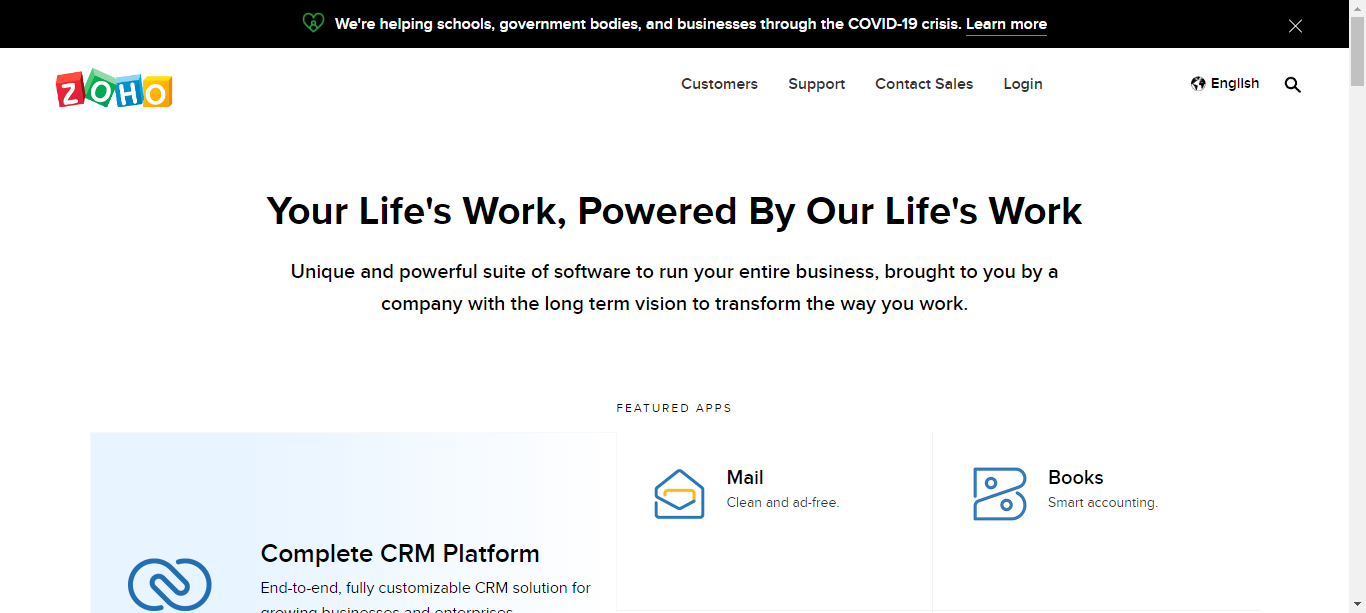 We're helping schools, government bodies, and businesses through the COVID-19 crisis. Learn more
ZOHO
Customers Support Contact Sales Login English
Your Life's Work, Powered By Our Life's Work
Unique and powerful suite of software to run your entire business, brought to you by a
company with the long term vision to transform the way you work.
FEATURED APPS
Mail
Clean and ad-free.
Books
Smart accounting.
Complete CRM Platform
End-to-end, fully customizable CRM solution for
growing businesses and enterprises.